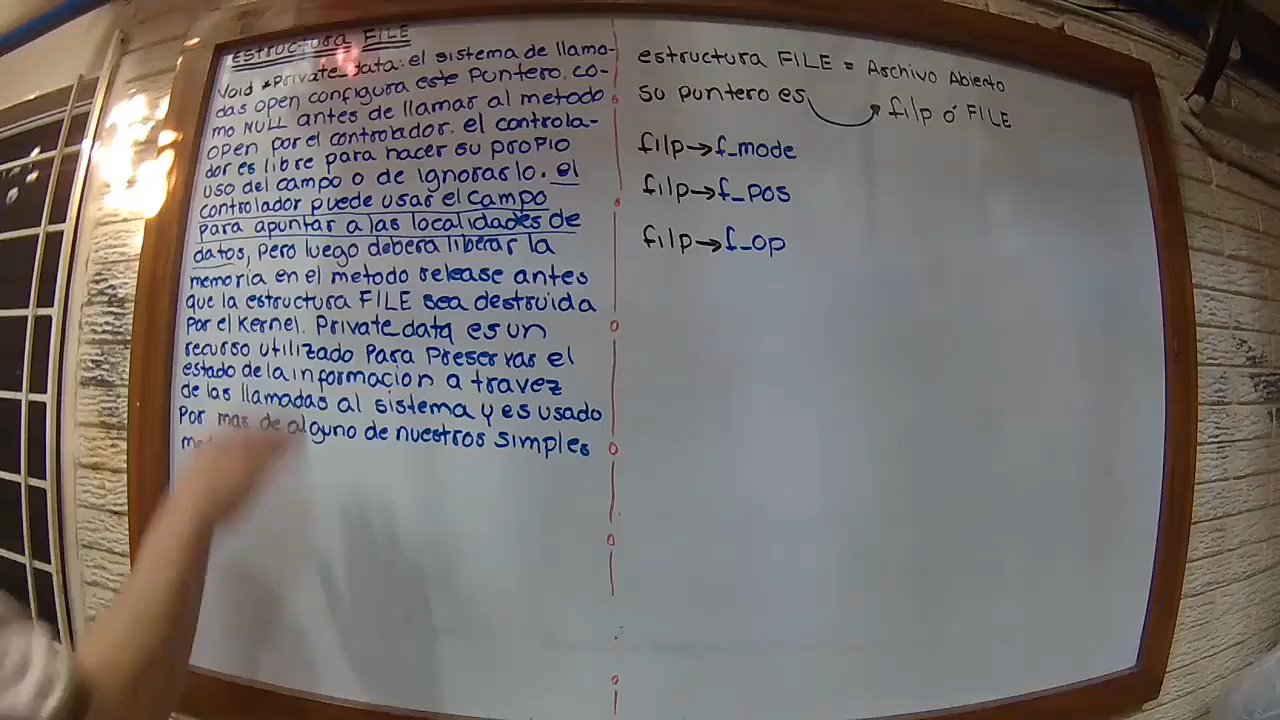 estructura FILE
Void *Private_data: el sistema de llama-
das open configura este Puntero, co-
mo NULL antes de llamar al metodo
open por el controlador. el controla-
dor es libre para hacer su propio
uso del campo o de ignorarlo. el
controlador puede usar el campo
para apuntar a las localidades de
datos, pero luego debera liberar la
memoria en el metodo release antes
que la estructura FILE sea destruida
Por el Kernel. Private data es un
recurso utilizado para preservar el
estado de la informacion a travez
de las llamadas al sistema y es usado
Por mas de alguno de nuestros simples
estructura FILE = Archivo Abierto
su puntero es filp ó FILE
filp→f_mode
filp→f_pos
filp→f_op